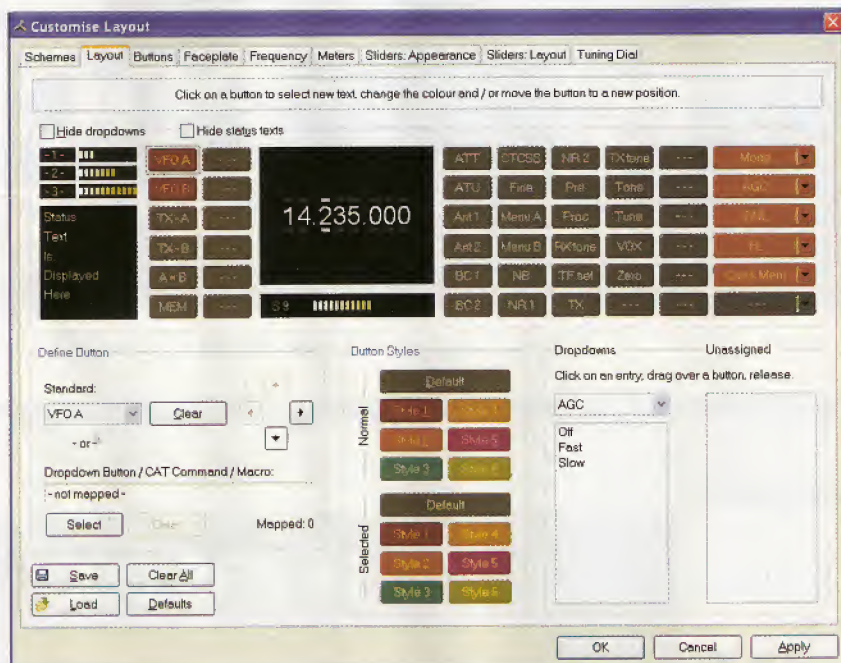 Customise Layout
Schemes Layout Buttons Faceplate Frequency Meters Sliders: Appearance Sliders: Layout Tuning Dial
Click on a button to select new text, change the colour and / or move the button to a new position.
Hide dropdowns Hide status texts
-1- VFO A --- ATT CTCSS NR 2 TXtone --- Mode
-2- VFO B --- ATU Fine Pre Tone --- AGC
-3-
14.235.000
Status TX-A --- Ant 1 Menu A Proc Tune ---
Text
Is TX-B --- Ant 2 Menu B RXtone VOX ---
Displayed A=B --- BC 1 NB TF set Zero ---
Here
MEM --- S 9 BC 2 NR 1 TX --- --- ---
Define Button Button Styles Dropdowns Unassigned
Standard: Default Click on an entry, drag over a button, release.
VFO A Clear Normal Style 1 Style 4 AGC
- or - Style 2 Style 5 Off
Fast
Dropdown Button / CAT Command / Macro: Style 3 Style 6 Slow
- not mapped - Default
Select Clear Mapped: 0 Selected Style 1 Style 4
Style 2 Style 5
Save Clear All
Style 3 Style 6
Load Defaults
OK Cancel Apply